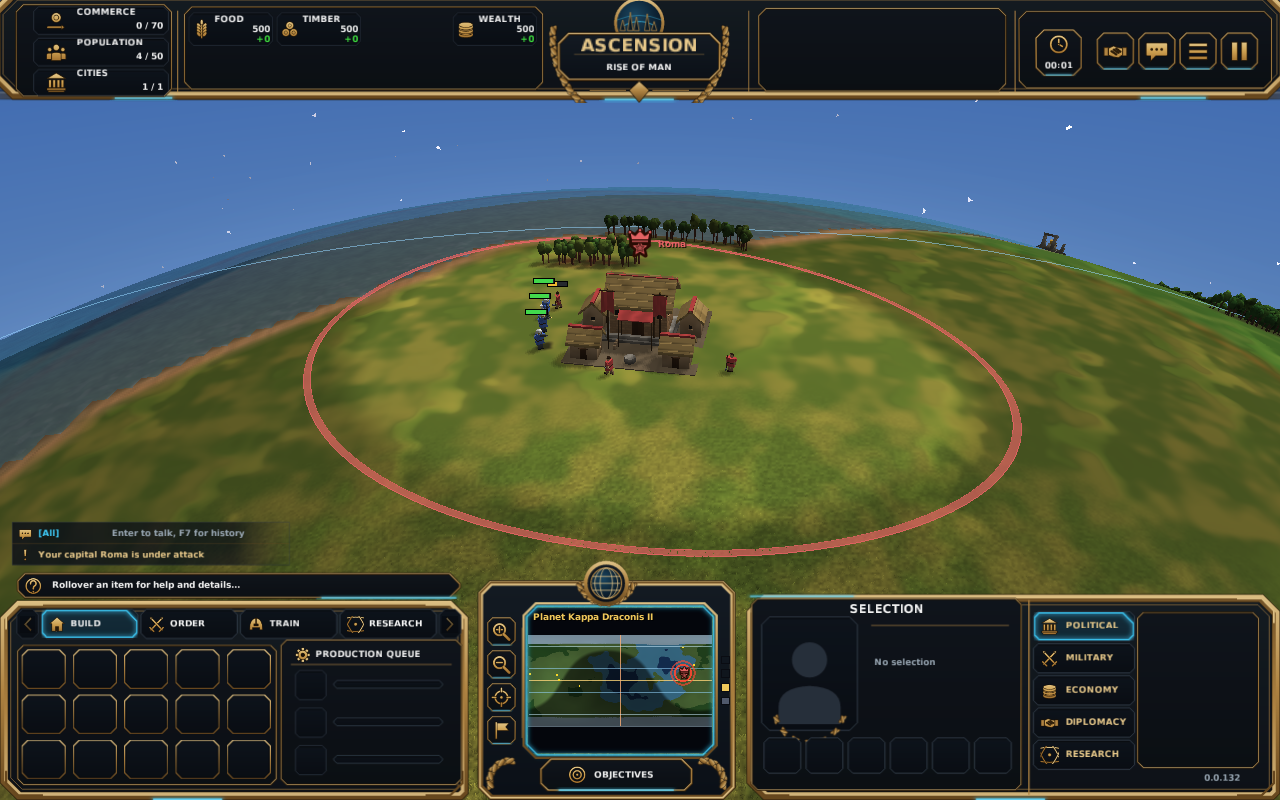 COMMERCE
0 / 70
POPULATION
4 / 50
CITIES
1 / 1
FOOD
500
+0
TIMBER
500
+0
WEALTH
500
+0
ASCENSION
RISE OF MAN
00:01
Roma
[All] Enter to talk, F7 for history
! Your capital Roma is under attack
? Rollover an item for help and details...
BUILD
ORDER
TRAIN
RESEARCH
PRODUCTION QUEUE
Planet Kappa Draconis II
OBJECTIVES
SELECTION
No selection
POLITICAL
MILITARY
ECONOMY
DIPLOMACY
RESEARCH
0.0.132